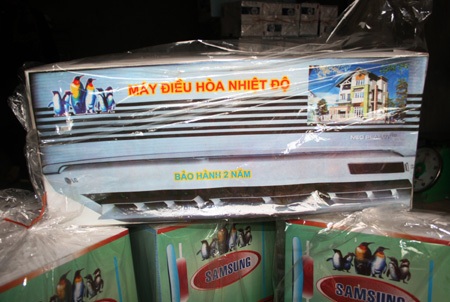 MÁY ĐIỀU HÒA NHIỆT ĐỘ
BẢO HÀNH 2 NĂM
SAMSUNG
SAMSUNG